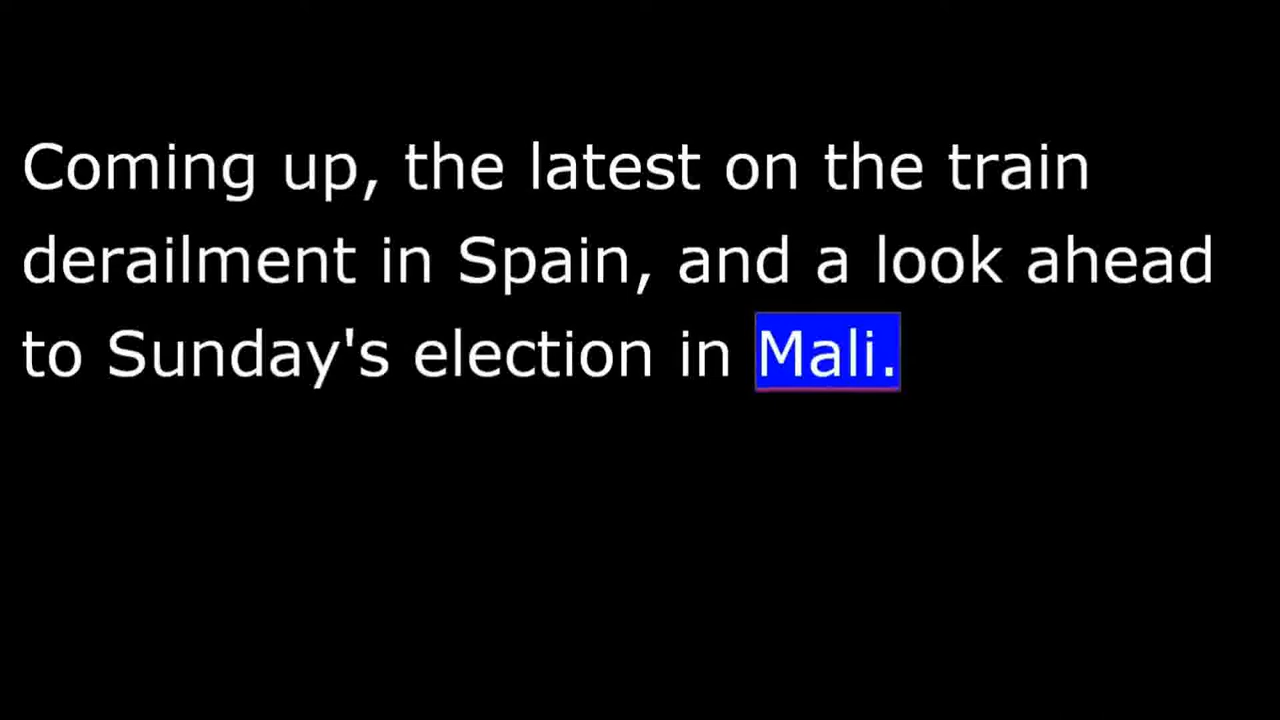 Coming up, the latest on the train
derailment in Spain, and a look ahead
to Sunday's election in Mali.